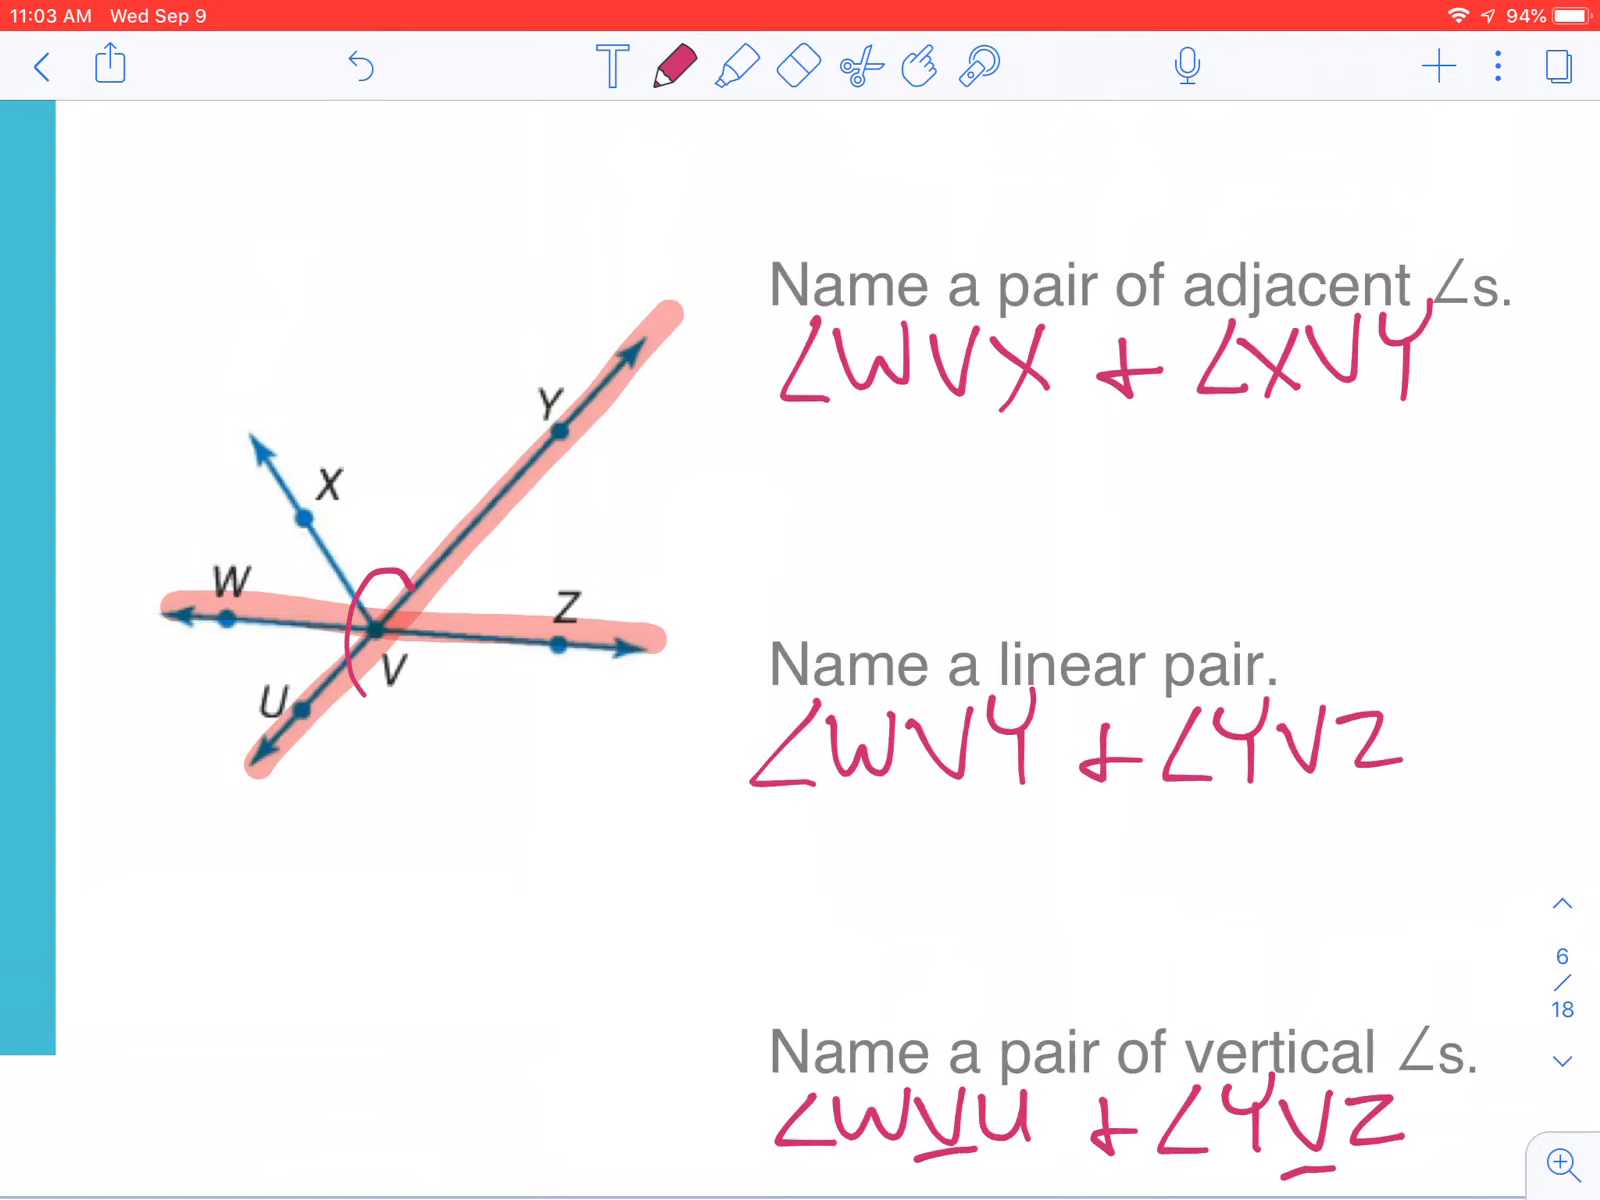 11:03 AM Wed Sep 9 94%
T
Name a pair of adjacent ∠s.
∠WVX + ∠XVY
Y
X
W
Z
V
U
Name a linear pair.
∠WVY + ∠YVZ
6
/
18
Name a pair of vertical ∠s.
∠WVU + ∠YVZ